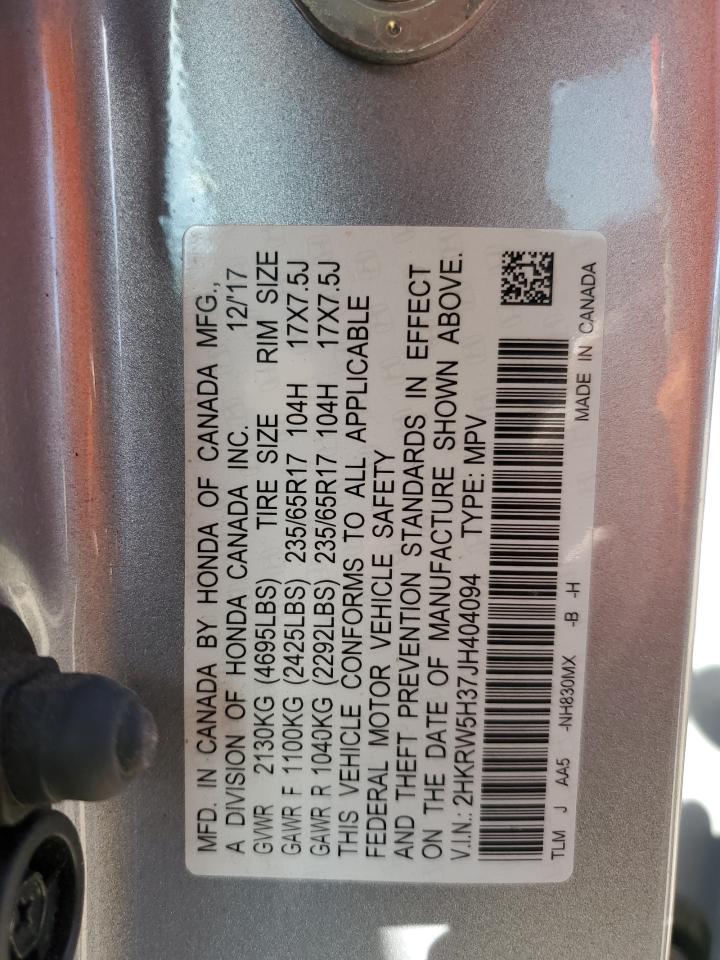 MFD. IN CANADA BY HONDA OF CANADA MFG.,
A DIVISION OF HONDA CANADA INC. 12/'17
GVWR 2130KG (4695LBS) TIRE SIZE RIM SIZE
GAWR F 1100KG (2425LBS) 235/65R17 104H 17X7.5J
GAWR R 1040KG (2292LBS) 235/65R17 104H 17X7.5J
THIS VEHICLE CONFORMS TO ALL APPLICABLE
FEDERAL MOTOR VEHICLE SAFETY
AND THEFT PREVENTION STANDARDS IN EFFECT
ON THE DATE OF MANUFACTURE SHOWN ABOVE.
V.I.N.: 2HKRW5H37JH404094 TYPE: MPV
TLM J AA5 -NH830MX -B -H MADE IN CANADA